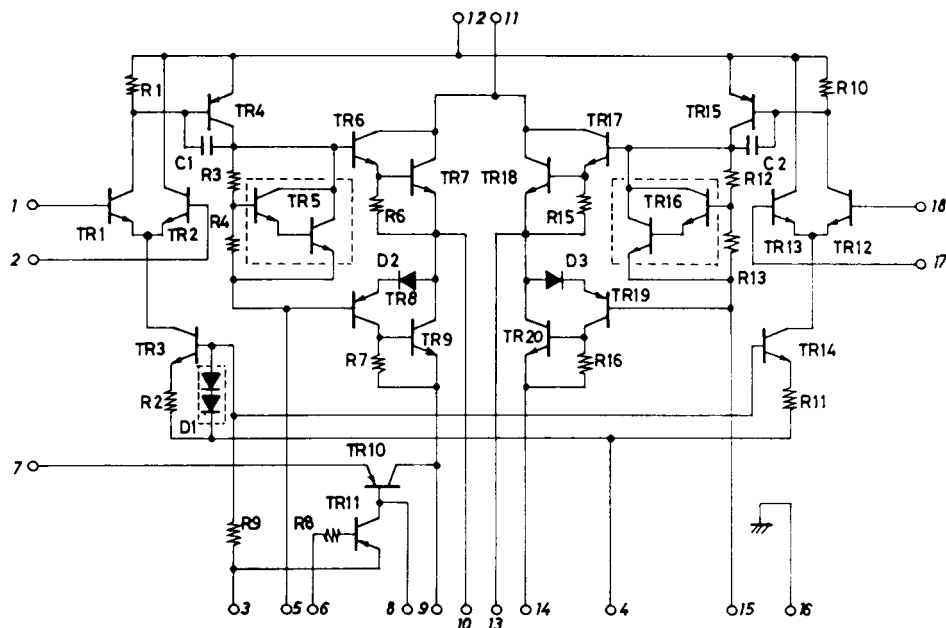 12 11
R1 R10
TR4 TR6 TR17 TR15
C1 C2
R3 TR5 TR7 TR18 TR16 R12
1 R4 R6 R15 18
TR1 TR2 TR13 TR12
2 17
D2 D3 R13
TR8 TR19
TR3 R7 TR9 TR20 R16 TR14
R2 R11
D1
7 TR10
TR11
R9 R8
3 5 6 8 9 10 13 14 4 15 16